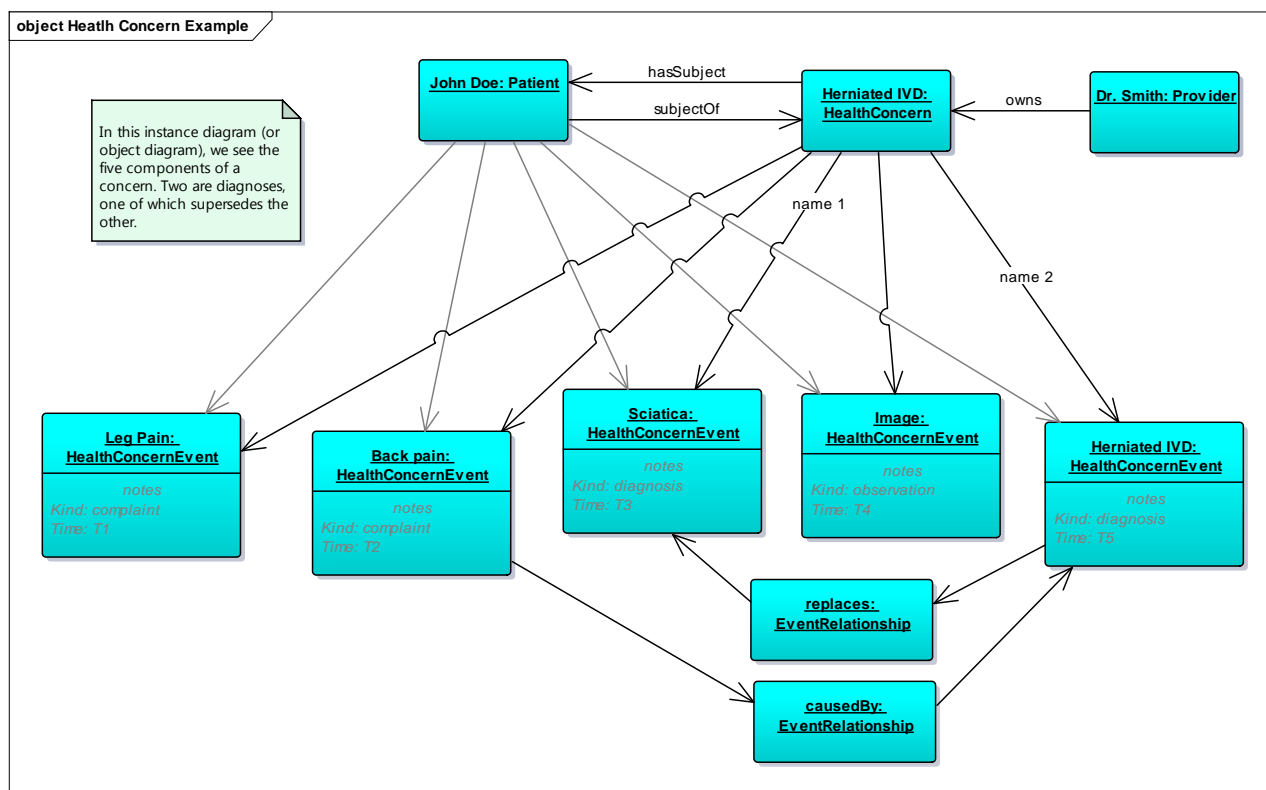 object Heatlh Concern Example
In this instance diagram (or
object diagram), we see the
five components of a
concern. Two are diagnoses,
one of which supersedes the
other.
John Doe: Patient
hasSubject
subjectOf
Herniated IVD:
HealthConcern
owns
Dr. Smith: Provider
name 1
name 2
Leg Pain:
HealthConcernEvent
notes
Kind: complaint
Time: T1
Back pain:
HealthConcernEvent
notes
Kind: complaint
Time: T2
Sciatica:
HealthConcernEvent
notes
Kind: diagnosis
Time: T3
Image:
HealthConcernEvent
notes
Kind: observation
Time: T4
Herniated IVD:
HealthConcernEvent
notes
Kind: diagnosis
Time: T5
replaces:
EventRelationship
causedBy:
EventRelationship